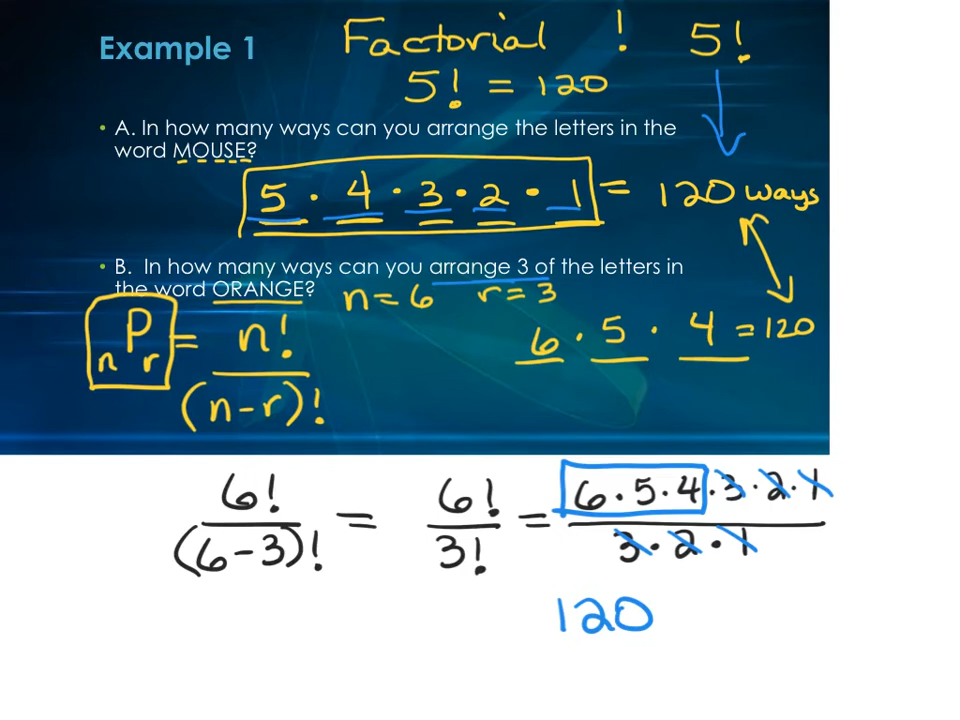 Example 1 Factorial ! 5!
5! = 120
• A. In how many ways can you arrange the letters in the
word MOUSE?
5 · 4 · 3 · 2 · 1 = 120 ways
• B. In how many ways can you arrange 3 of the letters in
the word ORANGE? n = 6 r = 3
nPr = n! / (n-r)! 6 · 5 · 4 = 120
6! / (6-3)! = 6! / 3! = 6 · 5 · 4 · 3 · 2 · 1 / 3 · 2 · 1
120